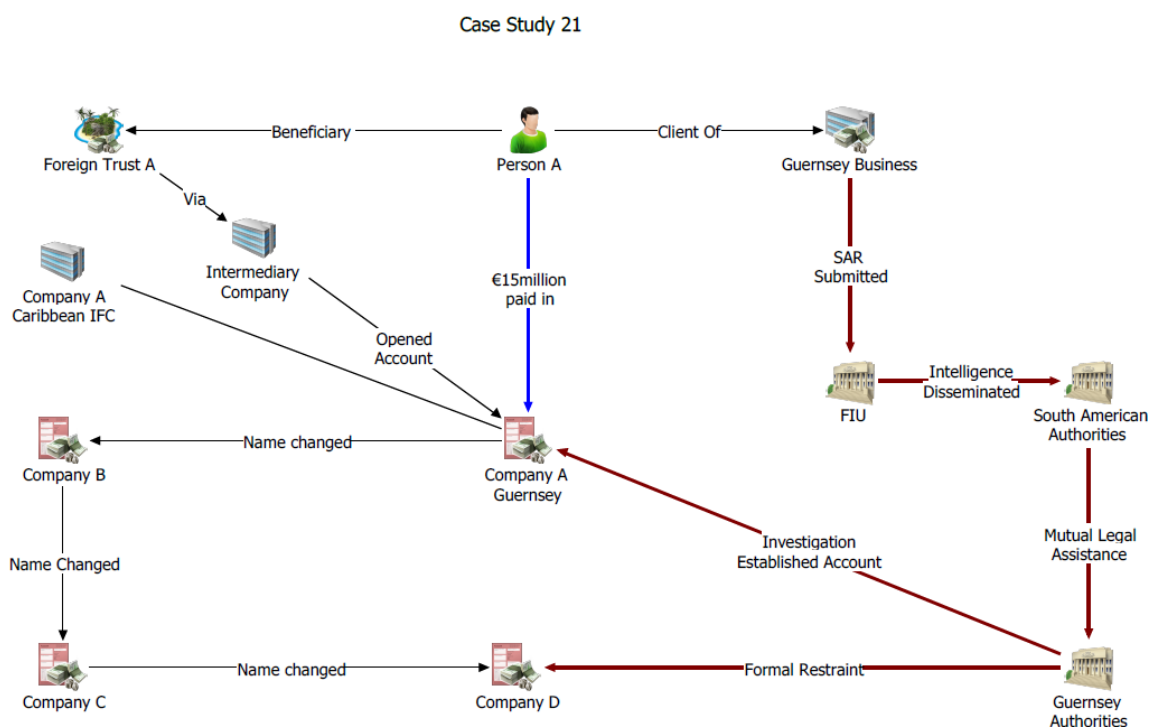 Case Study 21
Beneficiary
Client Of
Foreign Trust A
Person A
Guernsey Business
Via
SAR
Submitted
Intermediary
Company
€15million
paid in
Company A
Caribbean IFC
Opened
Account
Intelligence
Disseminated
FIU
South American
Authorities
Name changed
Company B
Company A
Guernsey
Mutual Legal
Assistance
Investigation
Established Account
Name Changed
Name changed
Formal Restraint
Company C
Company D
Guernsey
Authorities